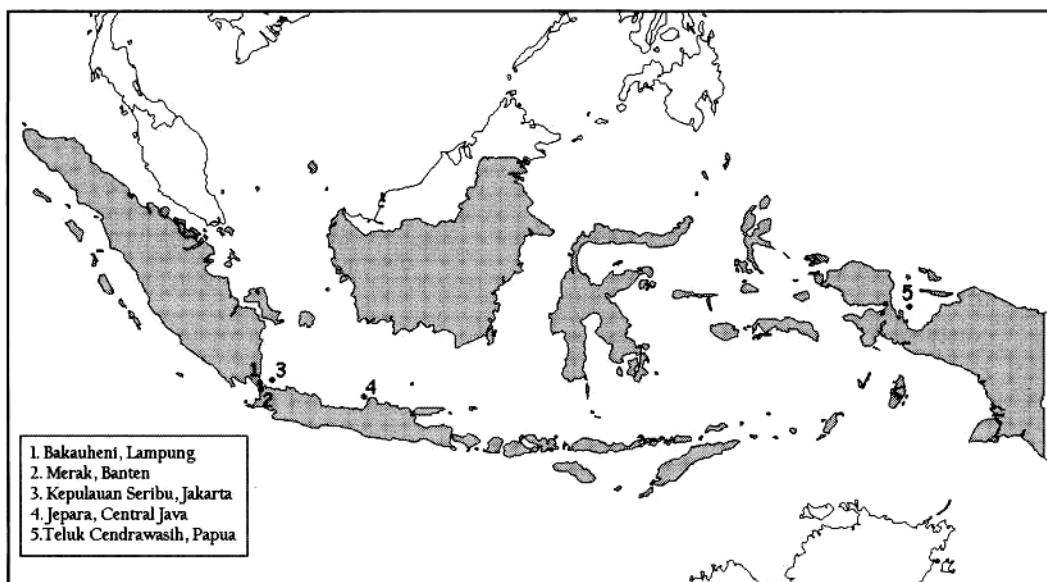 5
1
3
4
2
1. Bakauheni, Lampung
2. Merak, Banten
3. Kepulauan Seribu, Jakarta
4. Jepara, Central Java
5.Teluk Cendrawasih, Papua